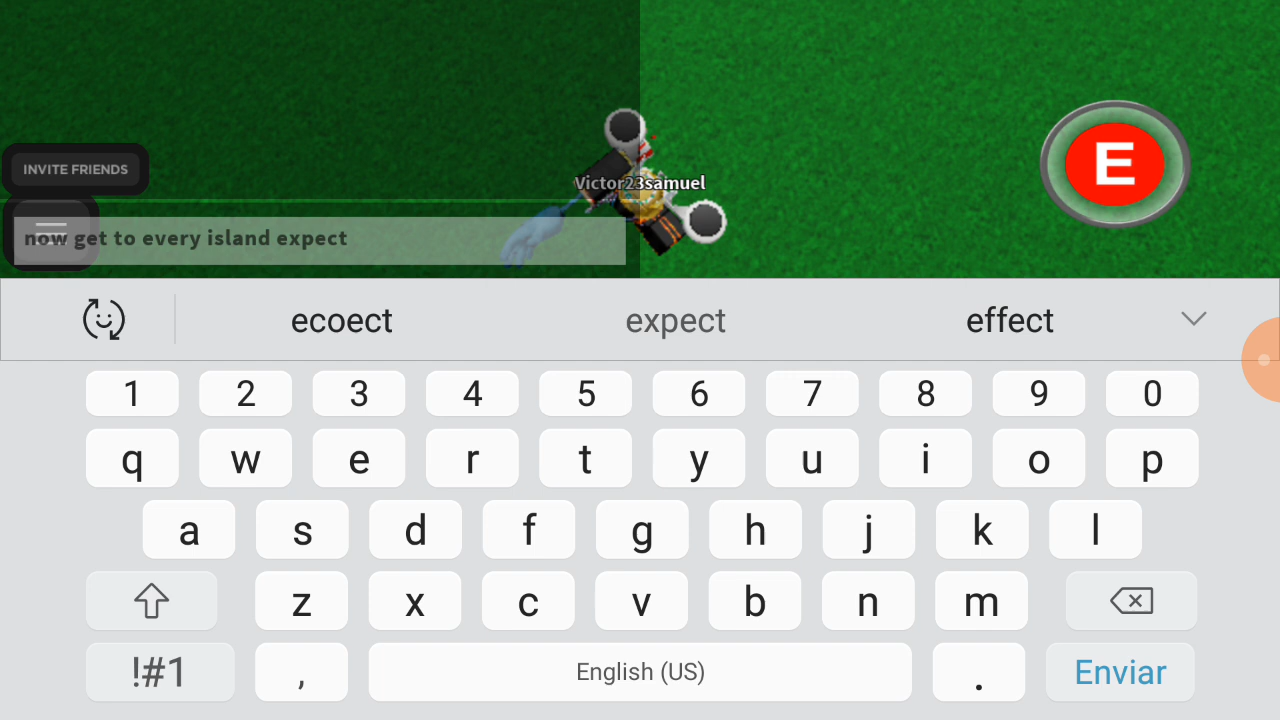 E
INVITE FRIENDS
Victor23samuel
now get to every island expect
ecoect expect effect
1 2 3 4 5 6 7 8 9 0
q w e r t y u i o p
a s d f g h j k l
z x c v b n m
!#1 , English (US) . Enviar